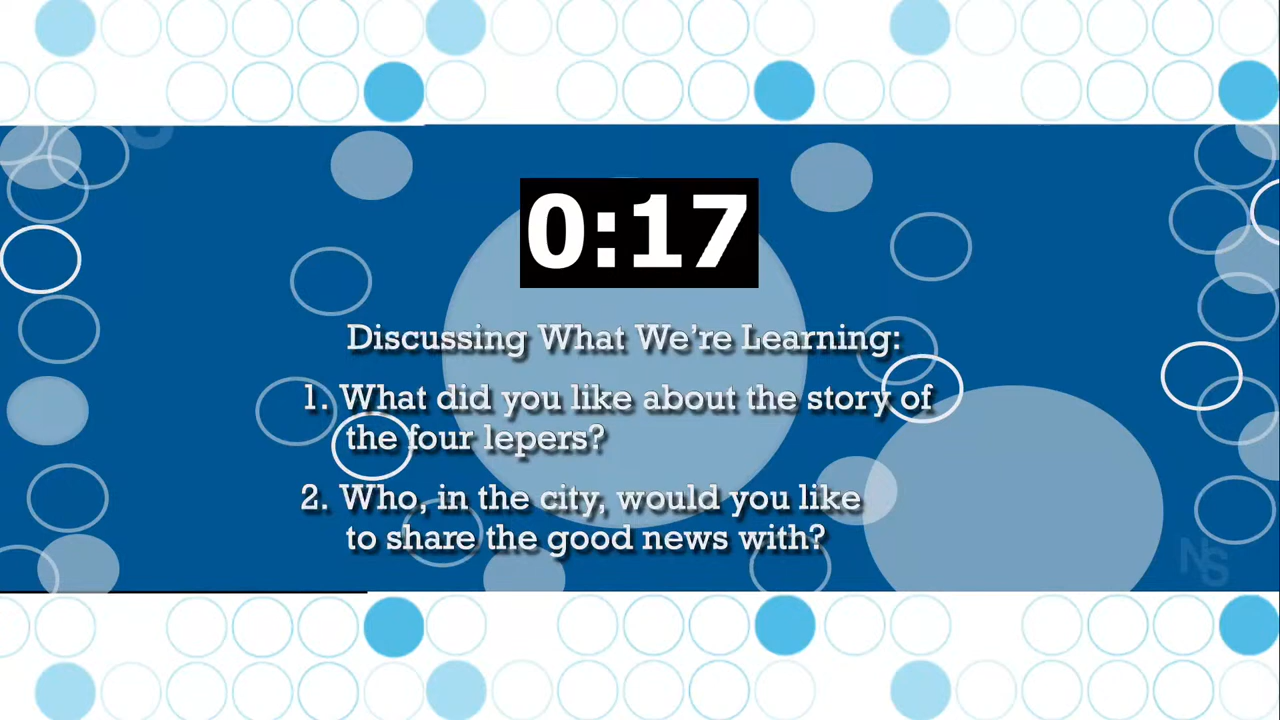 0:17
Discussing What We're Learning:
1. What did you like about the story of
the four lepers?
2. Who, in the city, would you like
to share the good news with?
NS